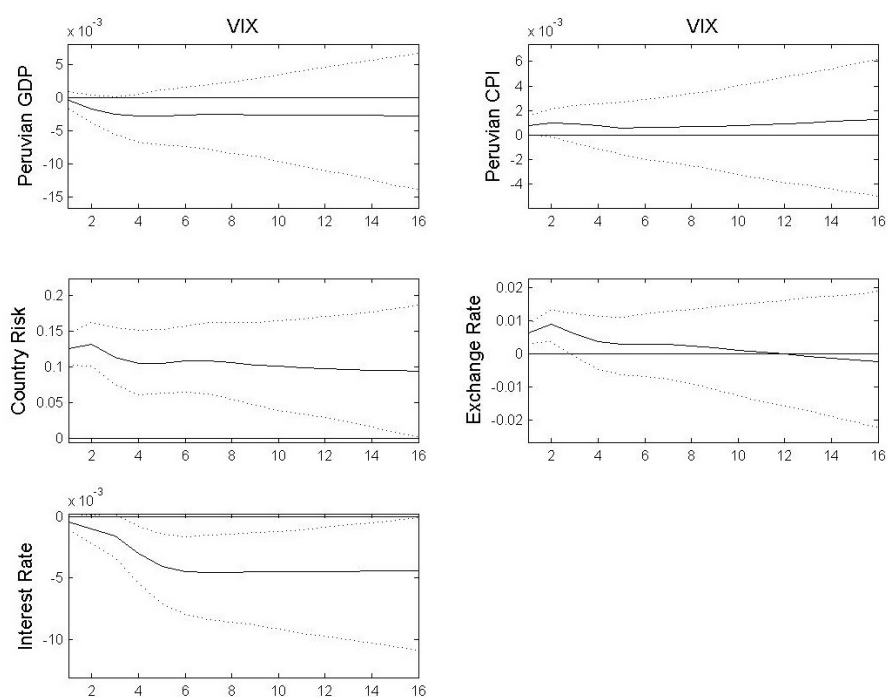 VIX
x 10⁻³
Peruvian GDP
5
0
-5
-10
-15
2 4 6 8 10 12 14 16
VIX
x 10⁻³
Peruvian CPI
6
4
2
0
-2
-4
2 4 6 8 10 12 14 16
Country Risk
0.2
0.15
0.1
0.05
0
2 4 6 8 10 12 14 16
Exchange Rate
0.02
0.01
0
-0.01
-0.02
2 4 6 8 10 12 14 16
x 10⁻³
Interest Rate
0
-5
-10
2 4 6 8 10 12 14 16